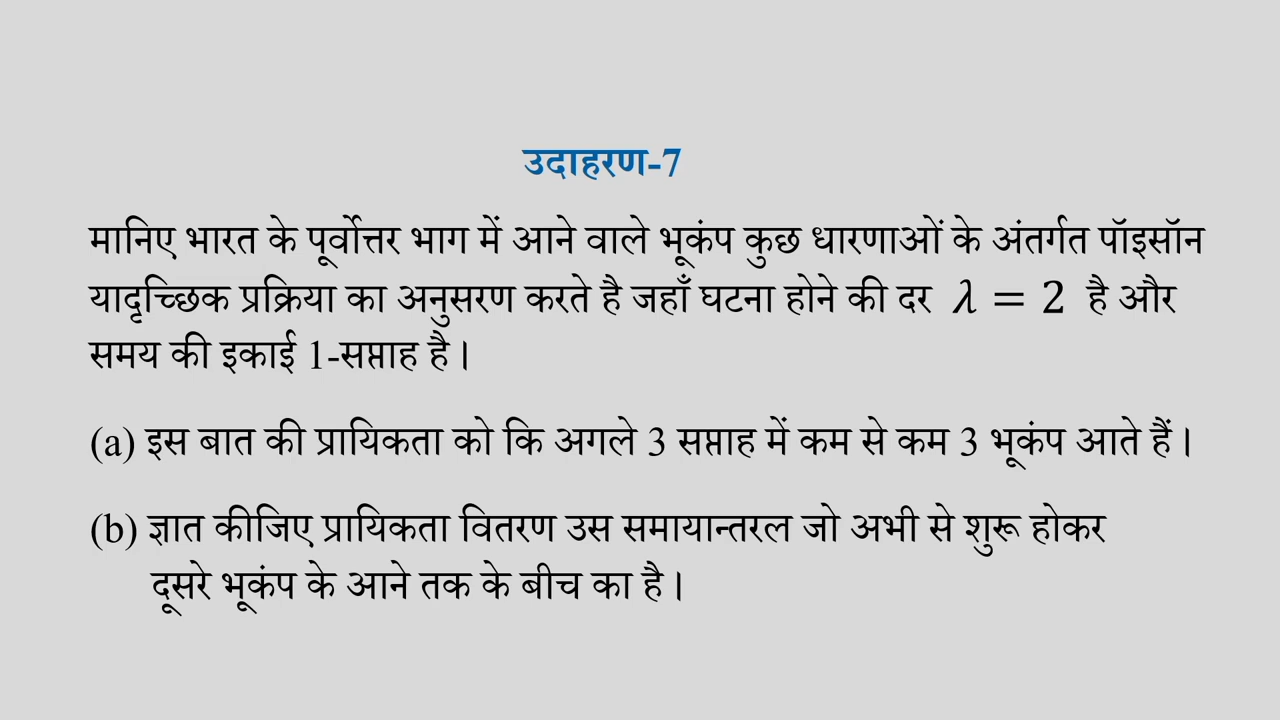 उदाहरण-7
मानिए भारत के पूर्वोत्तर भाग में आने वाले भूकंप कुछ धारणाओं के अंतर्गत पॉइसॉन
यादृच्छिक प्रक्रिया का अनुसरण करते है जहाँ घटना होने की दर λ = 2 है और
समय की इकाई 1-सप्ताह है।
(a) इस बात की प्रायिकता को कि अगले 3 सप्ताह में कम से कम 3 भूकंप आते हैं।
(b) ज्ञात कीजिए प्रायिकता वितरण उस समायान्तरल जो अभी से शुरू होकर
दूसरे भूकंप के आने तक के बीच का है।